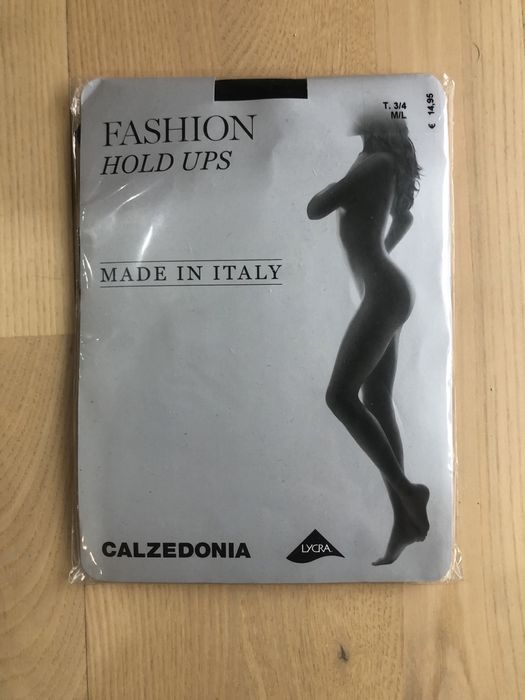 FASHION
HOLD UPS
T. 3/4
M/L
€ 14,95
MADE IN ITALY
CALZEDONIA
LYCRA